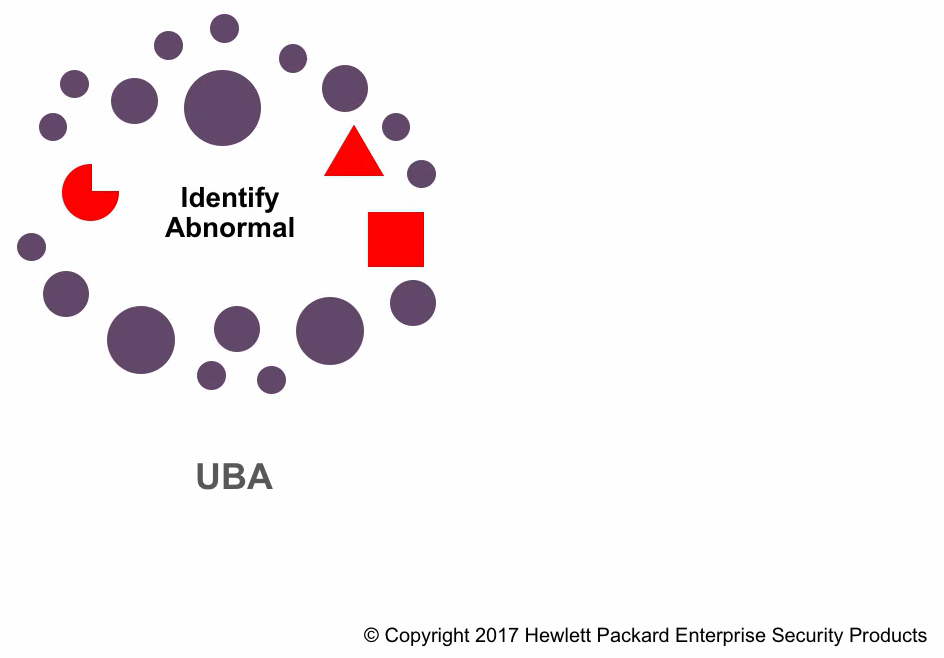 Identify
Abnormal
UBA
© Copyright 2017 Hewlett Packard Enterprise Security Products